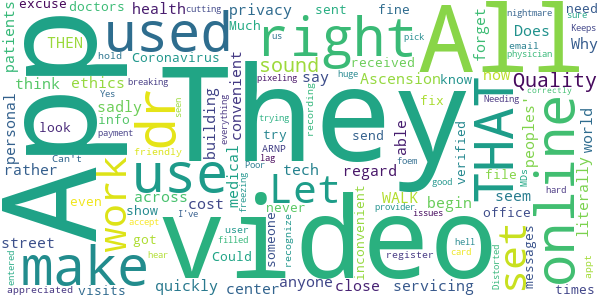 excuse
doctors
health
cutting
privacy
sent
fine
excuse
need
patients
Yes
Coronavirus
hold
Much
us
pick
forget
email
Does
Keeps
sure
nightmare
physician
App
used
right
All
Why
THEN
breaking
building
convenient
sound
received
Ascension
know
Quality
think
ethics
pixeling
say
fix
now
sadly
seen
everything
huge
personal
look
info
dr
They
THAT
online
Can't
payment
friendly
try
send
able
verified
peoples'
world
Needing
correctly
rather
work
use
trying
ARNP
recording
tech
regard
file
MDs
hard
medical
lag
Poor
foem
good
WALK
begin
seem
literally
even
across
cost
Let
never
inconvenient
provider
issues
office
street
show
accept
I've
user
filled
someone
recognize
anyone
register
messages
hell
card
set
make
got
Could
freezing
video
close
servicing
Distorted
entered
hear
appreciated
visits
quickly
center
times
appt